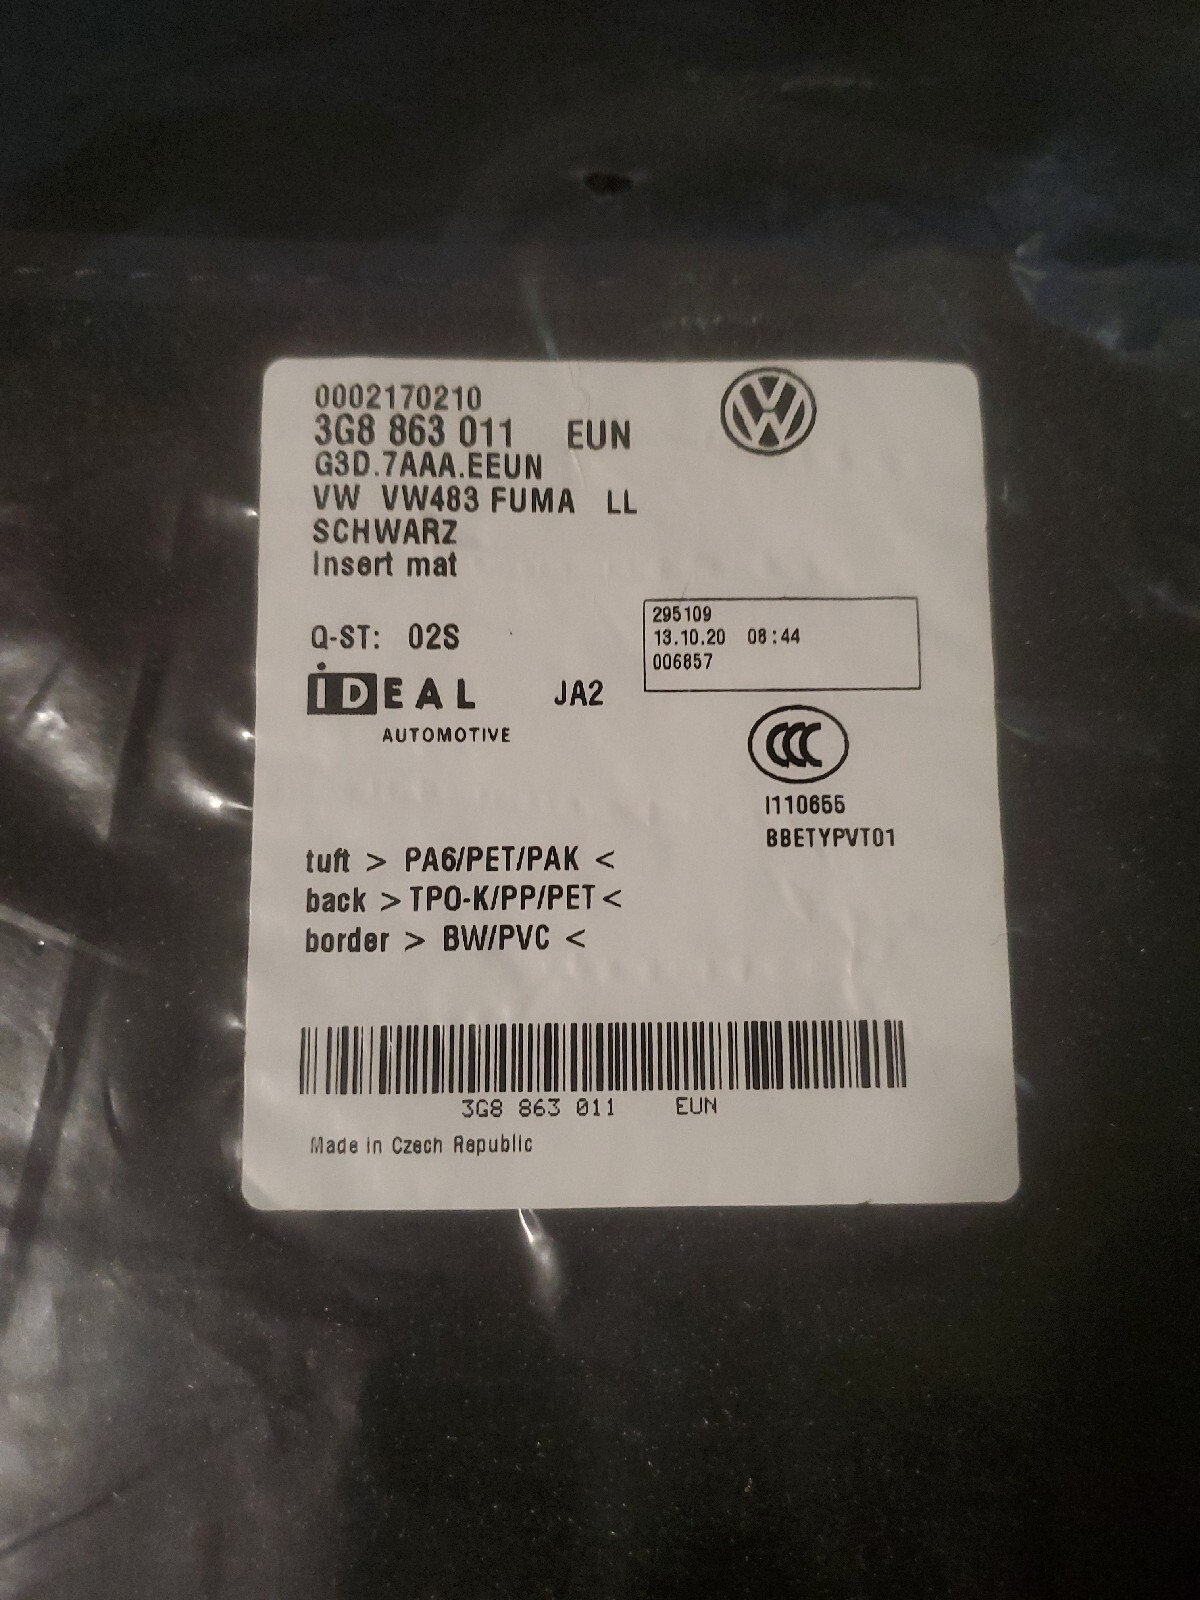 0002170210
3G8 863 011 EUN
G3D.7AAA.EEUN
VW VW483 FUMA LL
SCHWARZ
Insert mat
Q-ST: 02S
295109
13.10.20 08:44
006857
iDEAL JA2
AUTOMOTIVE
CCC
I110655
BBETYPVT01
tuft > PA6/PET/PAK <
back > TPO-K/PP/PET <
border > BW/PVC <
3G8 863 011 EUN
Made in Czech Republic